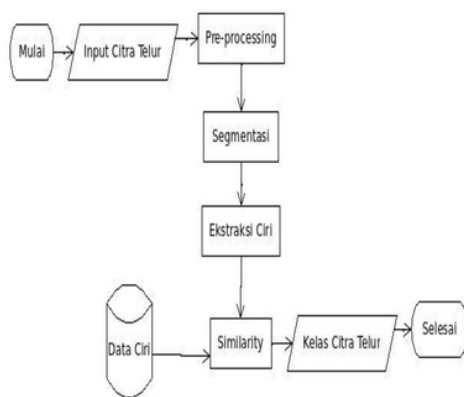 Mulai
Input Citra Telur
Pre-processing
Segmentasi
Ekstraksi Ciri
Data Ciri
Similarity
Kelas Citra Telur
Selesai